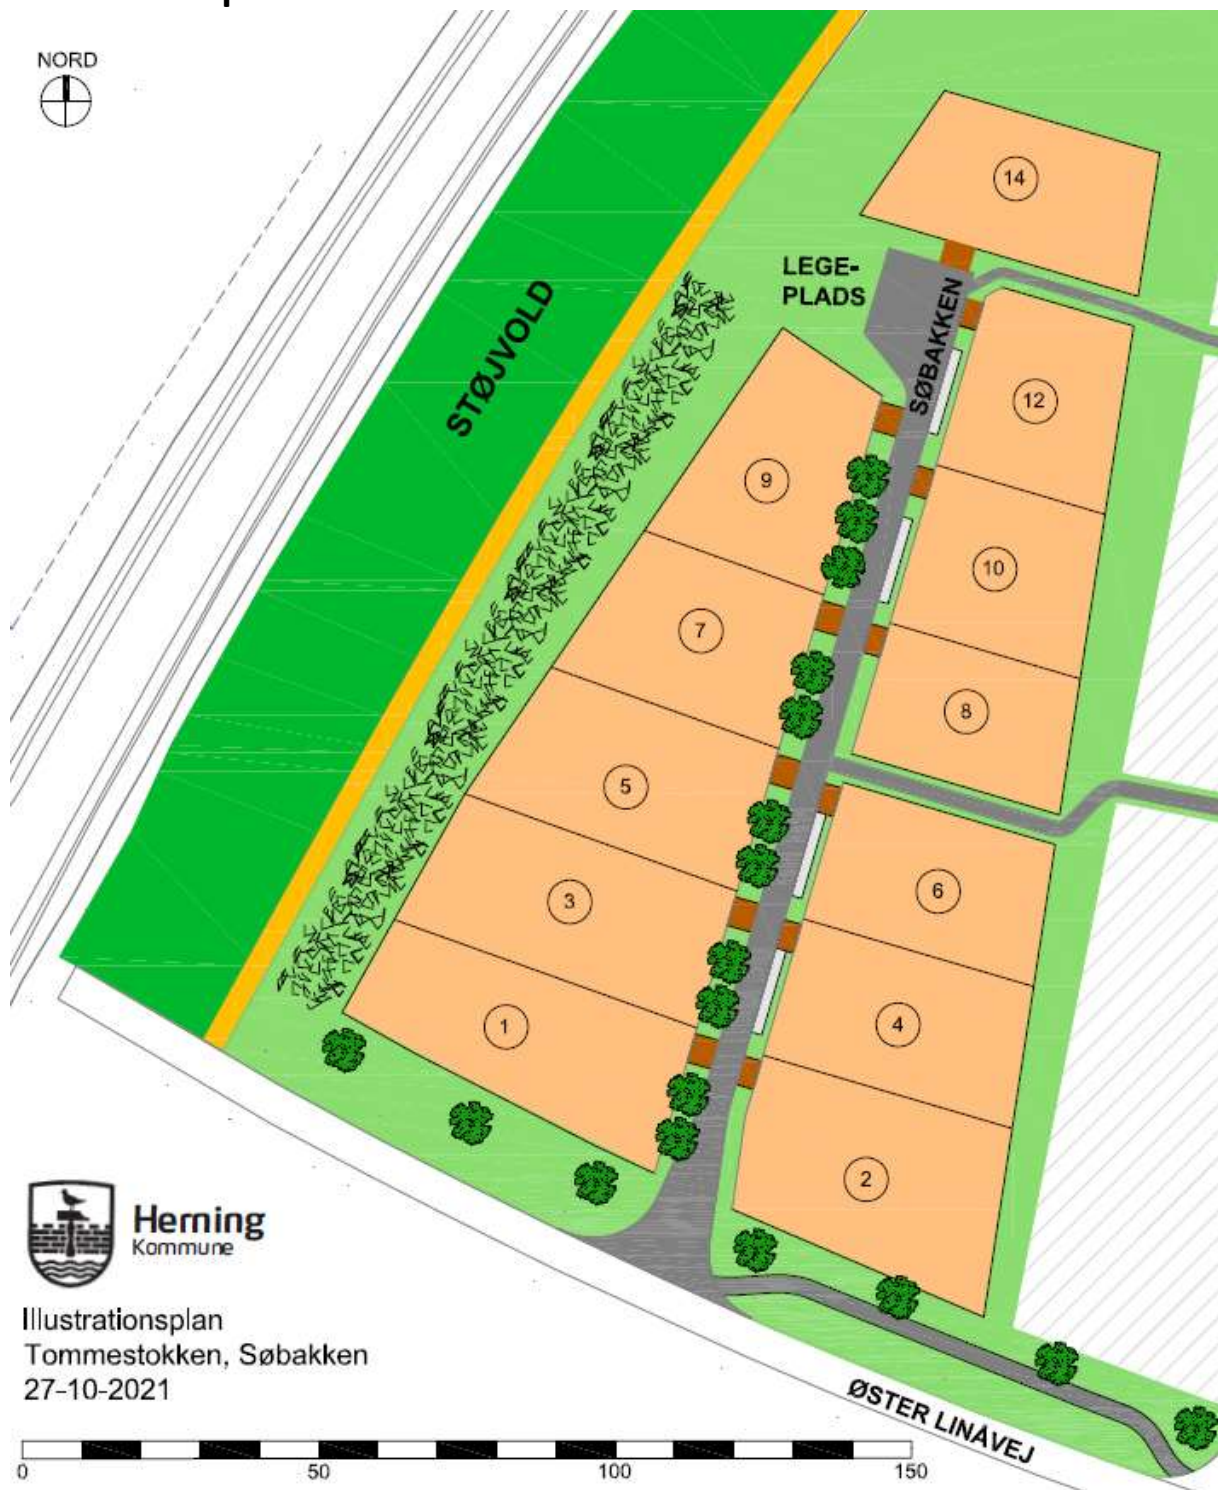 NORD
14
LEGE-
PLADS
SØBAKKEN
STØJVOLD
12
9
10
7
8
5
6
3
4
1
2
Herning
Kommune
Illustrationsplan
Tommestokken, Søbakken
27-10-2021
ØSTER LINÅVEJ
0 50 100 150